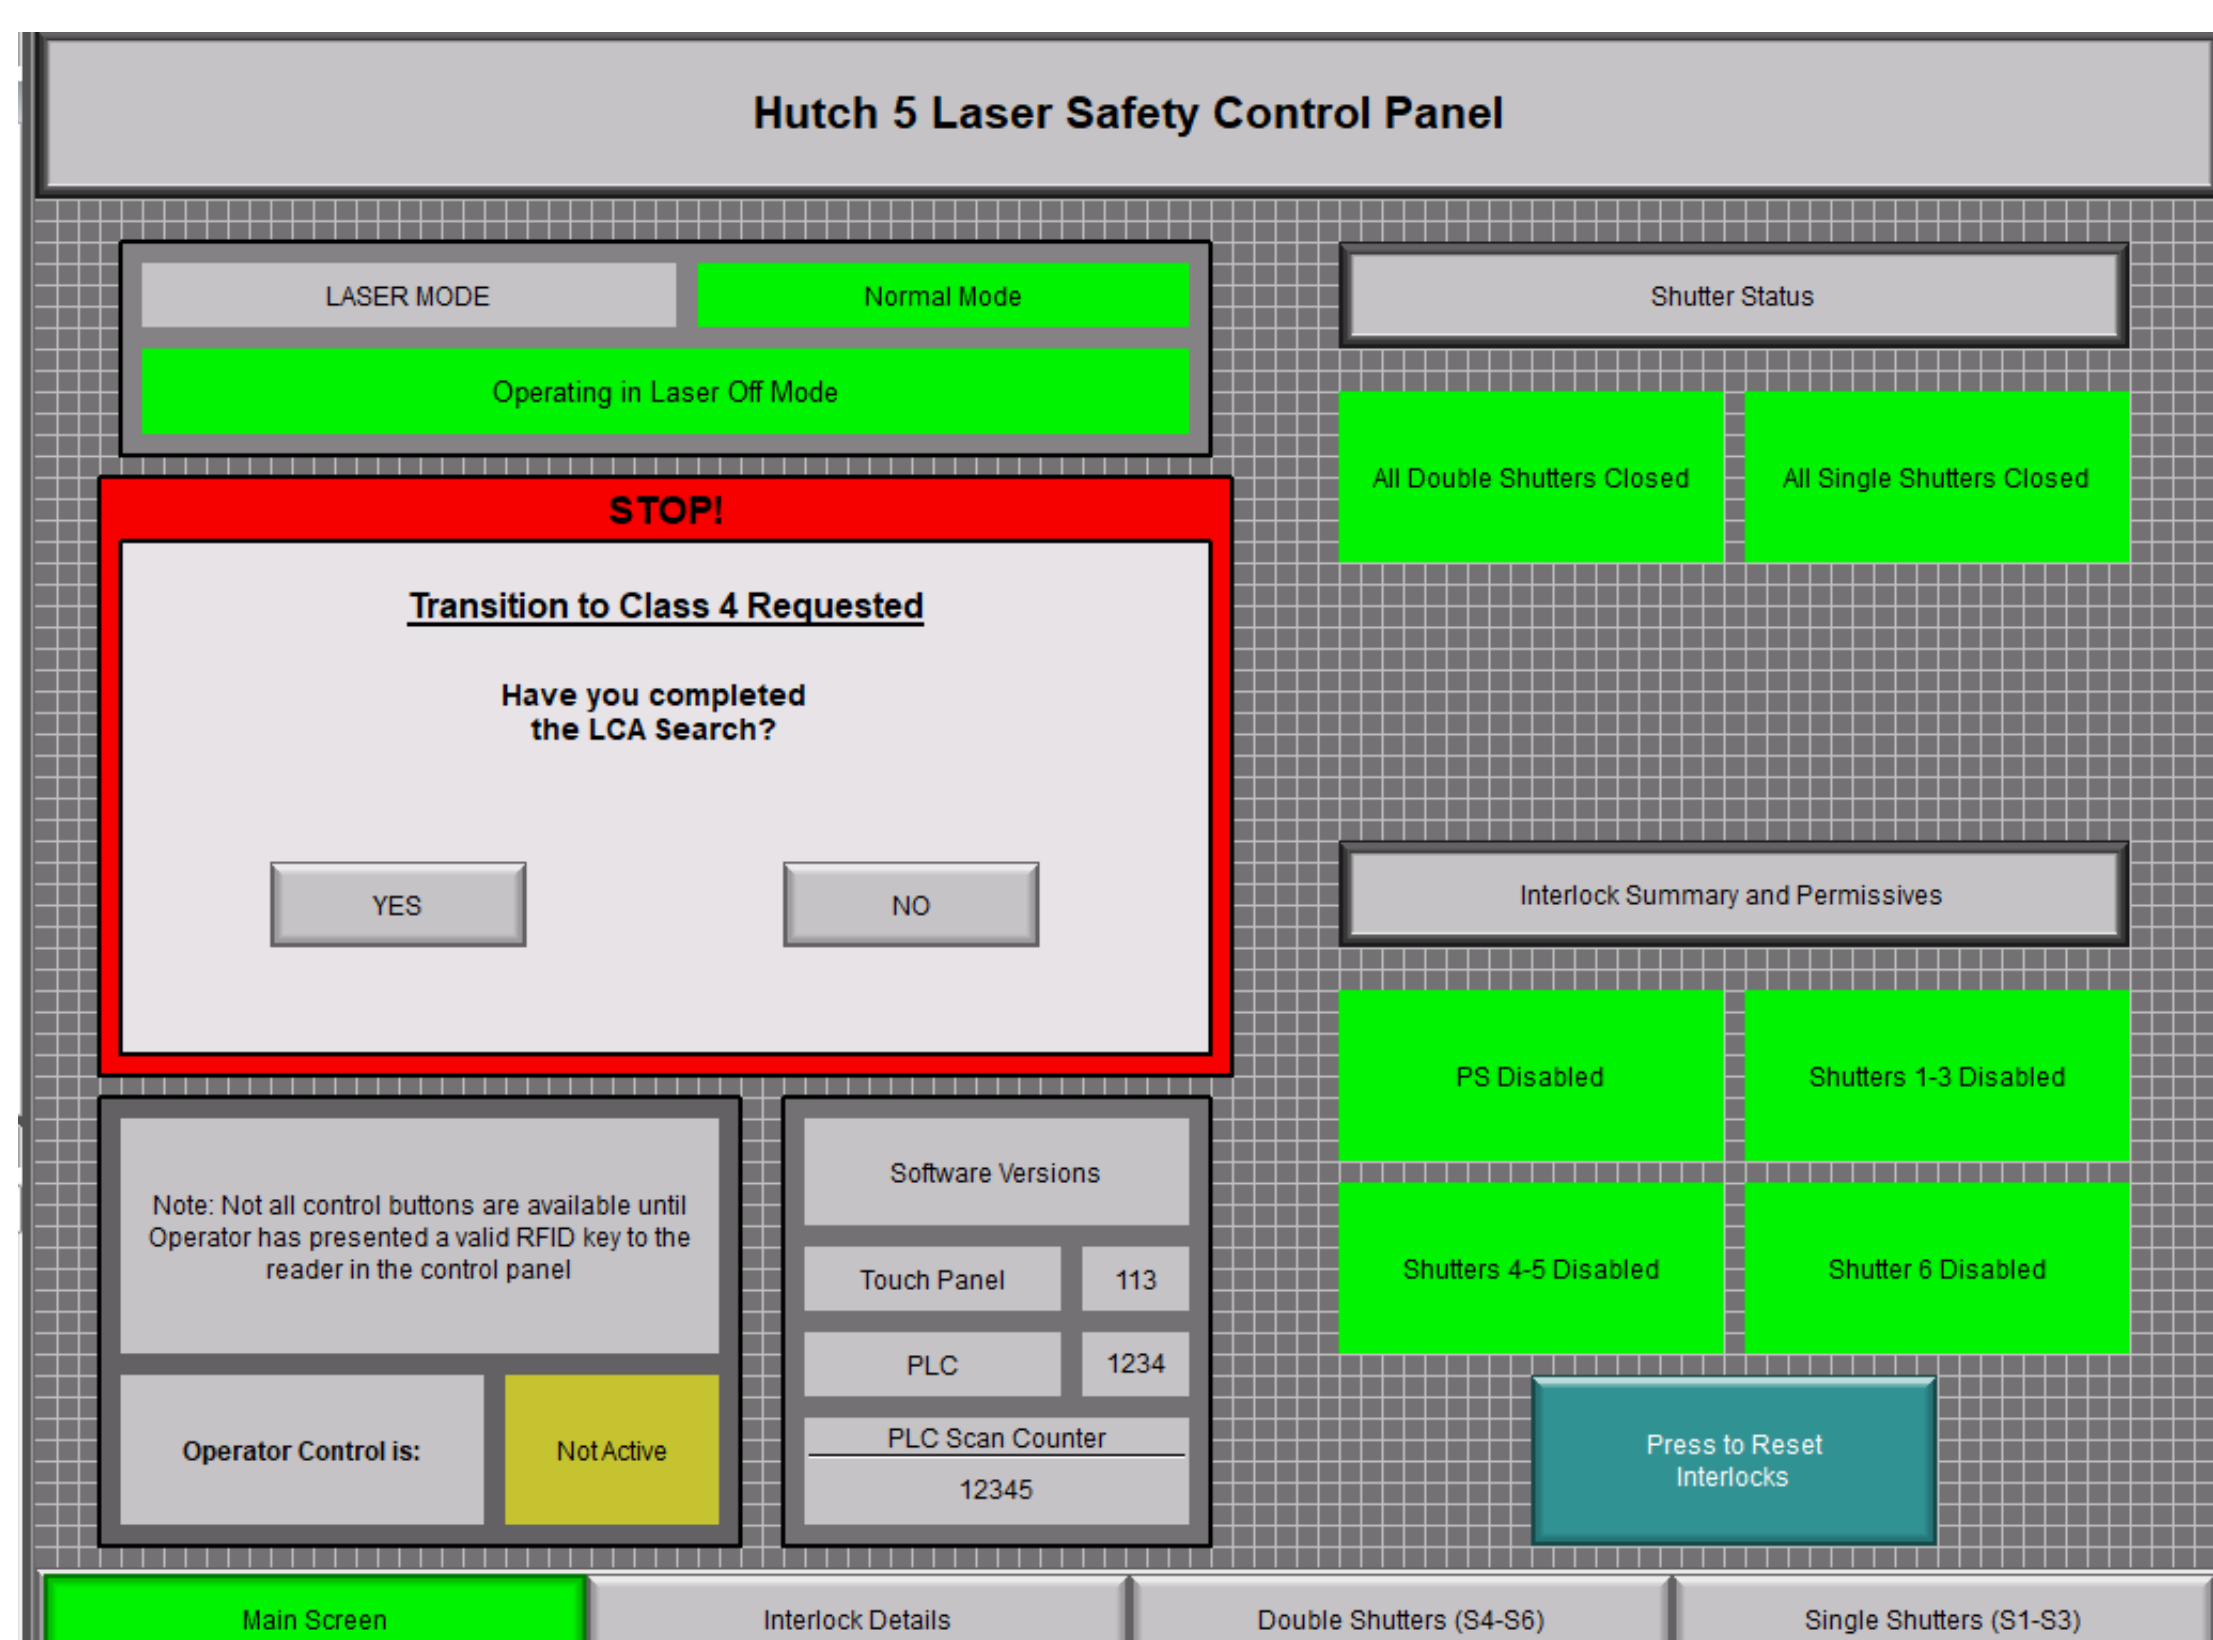 Hutch 5 Laser Safety Control Panel
LASER MODE
Normal Mode
Operating in Laser Off Mode
STOP!
Transition to Class 4 Requested
Have you completed
the LCA Search?
YES
NO
Note: Not all control buttons are available until
Operator has presented a valid RFID key to the
reader in the control panel
Operator Control is:
Not Active
Software Versions
Touch Panel
113
PLC
1234
PLC Scan Counter
12345
Shutter Status
All Double Shutters Closed
All Single Shutters Closed
Interlock Summary and Permissives
PS Disabled
Shutters 1-3 Disabled
Shutters 4-5 Disabled
Shutter 6 Disabled
Press to Reset
Interlocks
Main Screen
Interlock Details
Double Shutters (S4-S6)
Single Shutters (S1-S3)